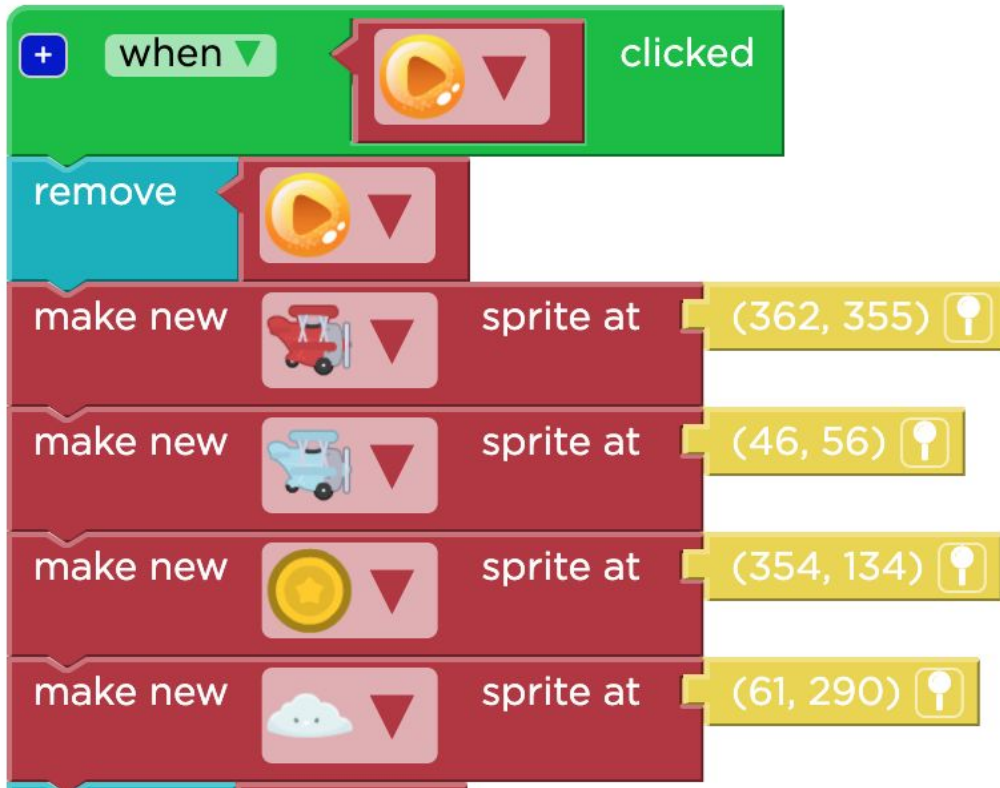 + when clicked
remove
make new sprite at (362, 355)
make new sprite at (46, 56)
make new sprite at (354, 134)
make new sprite at (61, 290)